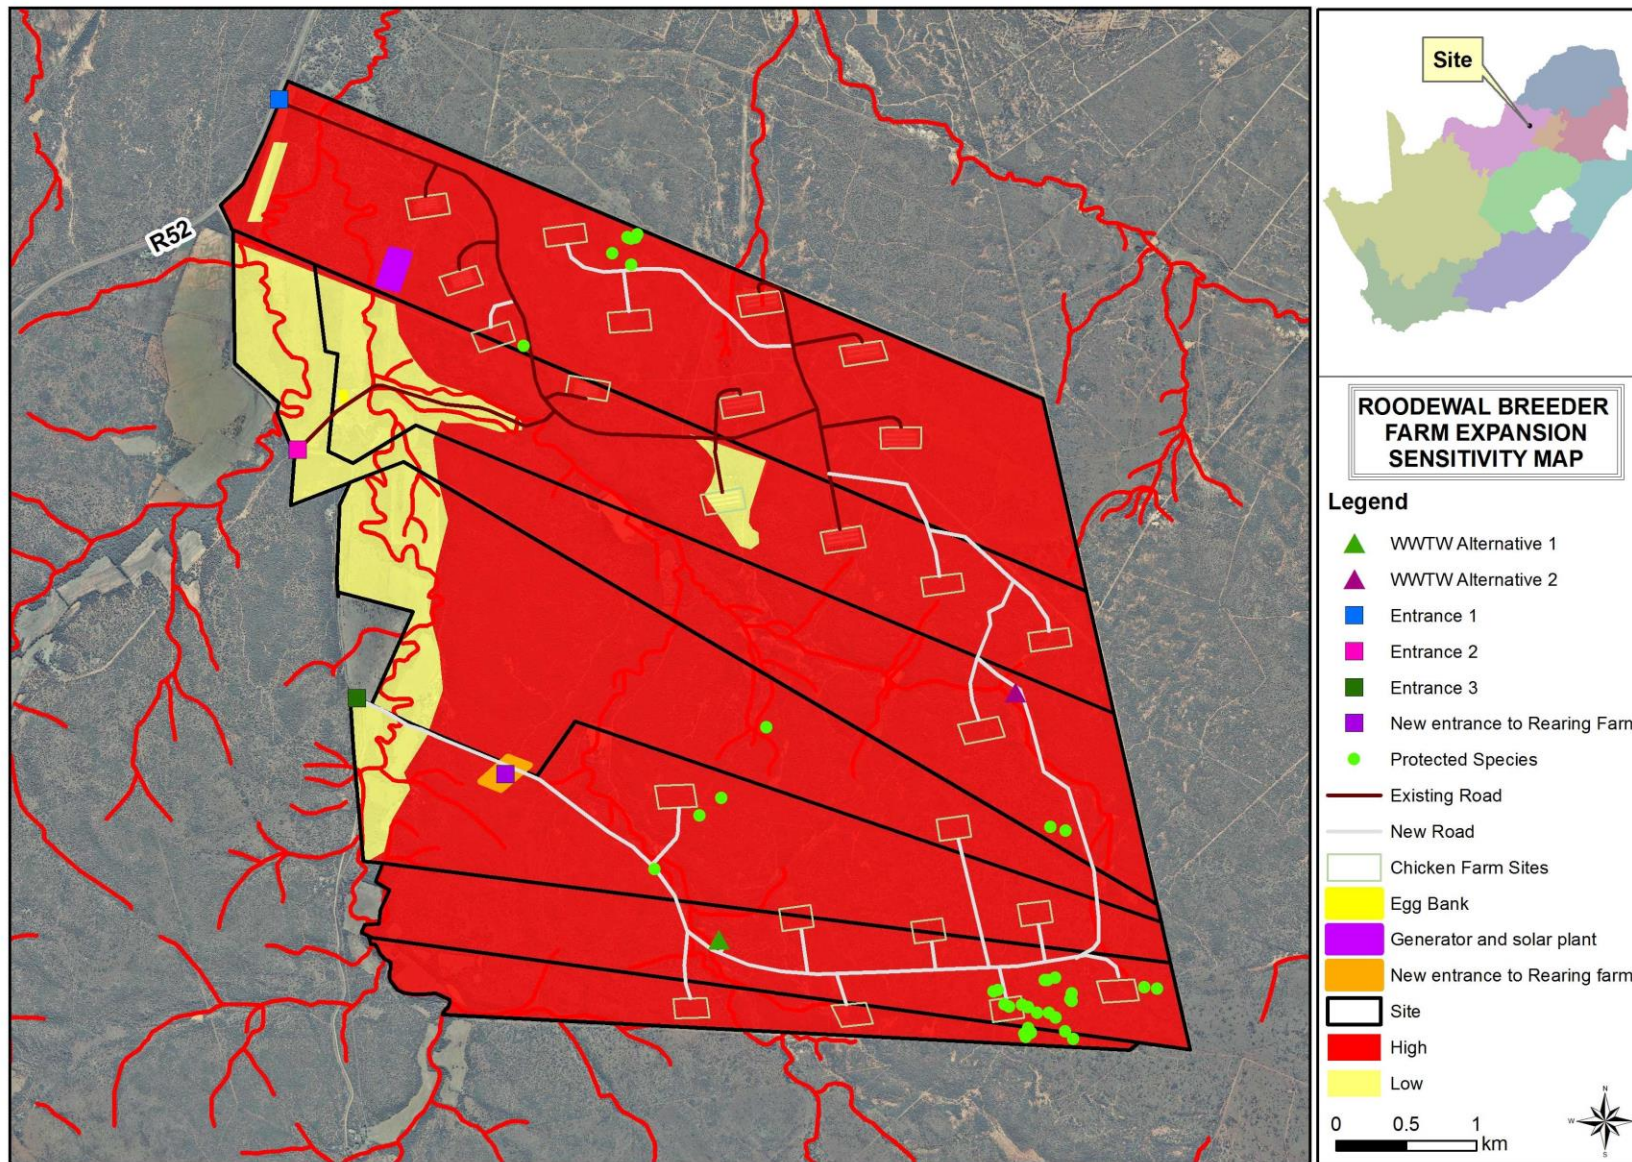 Site
R52
ROODEWAL BREEDER
FARM EXPANSION
SENSITIVITY MAP
Legend
WWTW Alternative 1
WWTW Alternative 2
Entrance 1
Entrance 2
Entrance 3
New entrance to Rearing Farm
Protected Species
Existing Road
New Road
Chicken Farm Sites
Egg Bank
Generator and solar plant
New entrance to Rearing farm
Site
High
Low
0 0.5 1
km
N
W
S